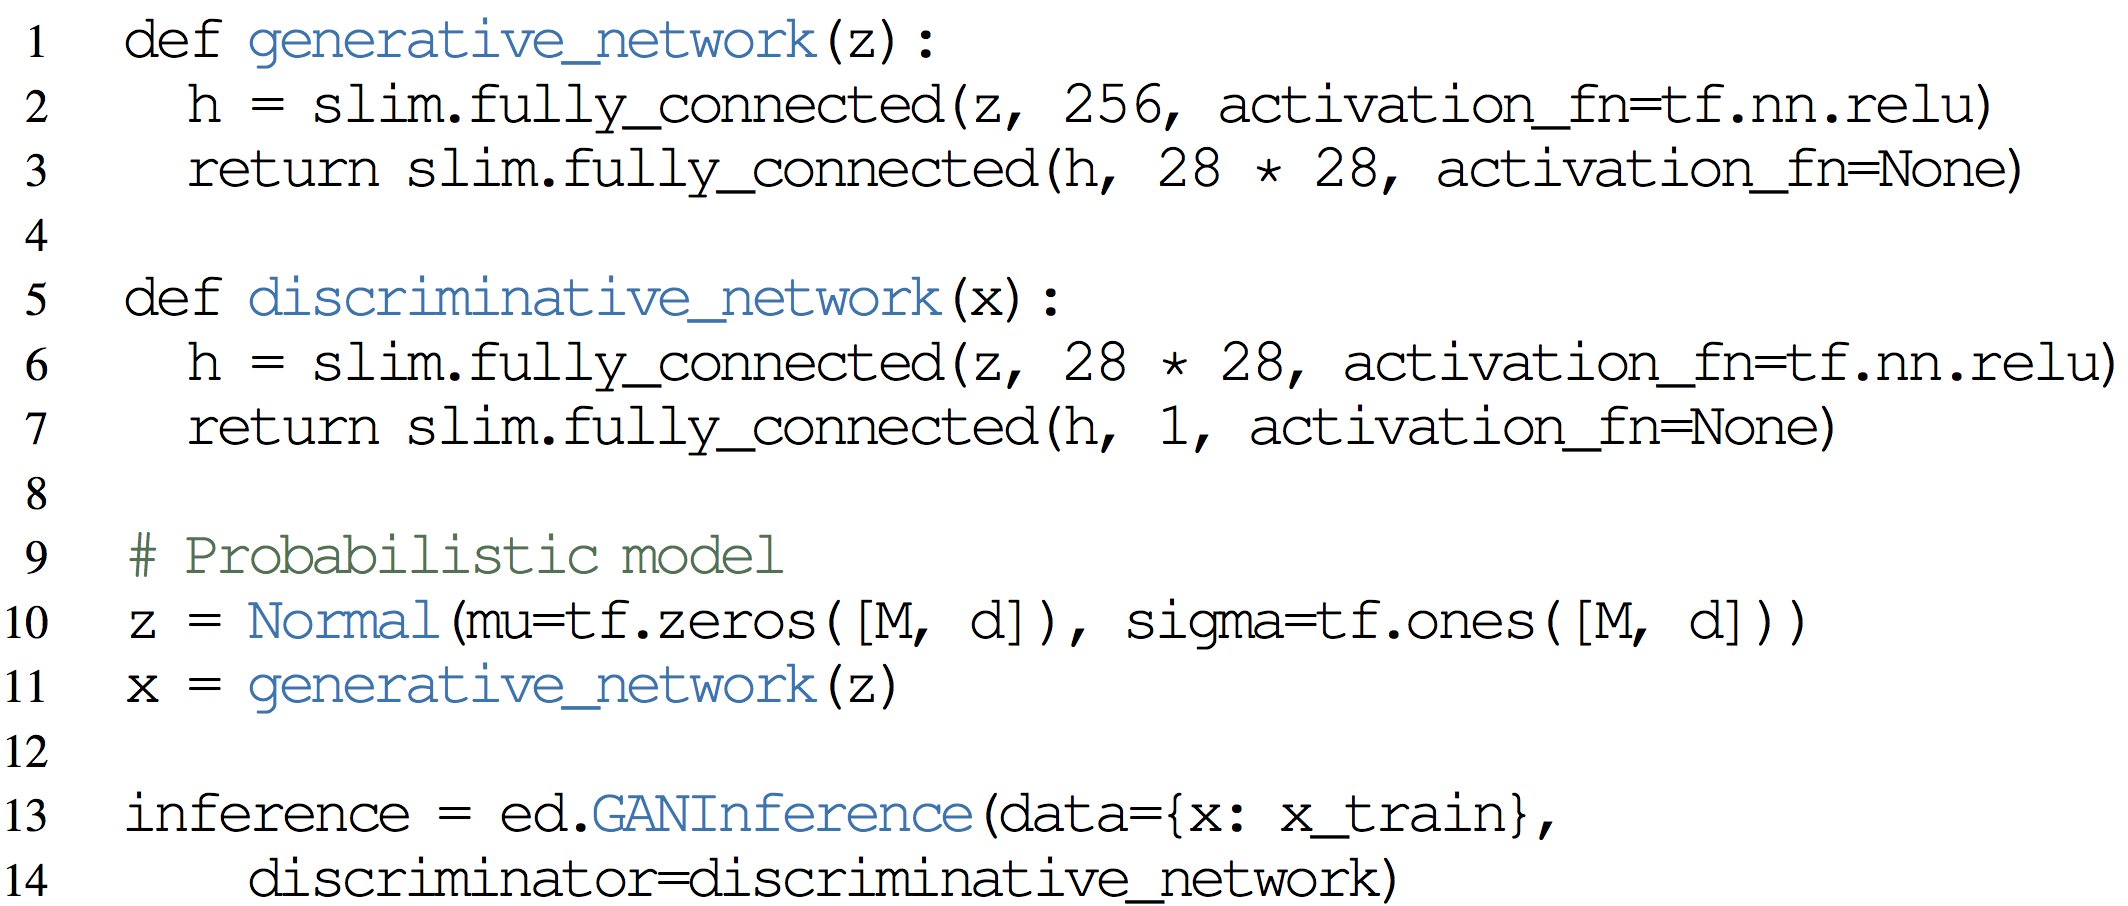 1 def generative_network(z):
2   h = slim.fully_connected(z, 256, activation_fn=tf.nn.relu)
3   return slim.fully_connected(h, 28 * 28, activation_fn=None)
4
5 def discriminative_network(x):
6   h = slim.fully_connected(z, 28 * 28, activation_fn=tf.nn.relu)
7   return slim.fully_connected(h, 1, activation_fn=None)
8
9 # Probabilistic model
10 z = Normal(mu=tf.zeros([M, d]), sigma=tf.ones([M, d]))
11 x = generative_network(z)
12
13 inference = ed.GANInference(data={x: x_train},
14     discriminator=discriminative_network)